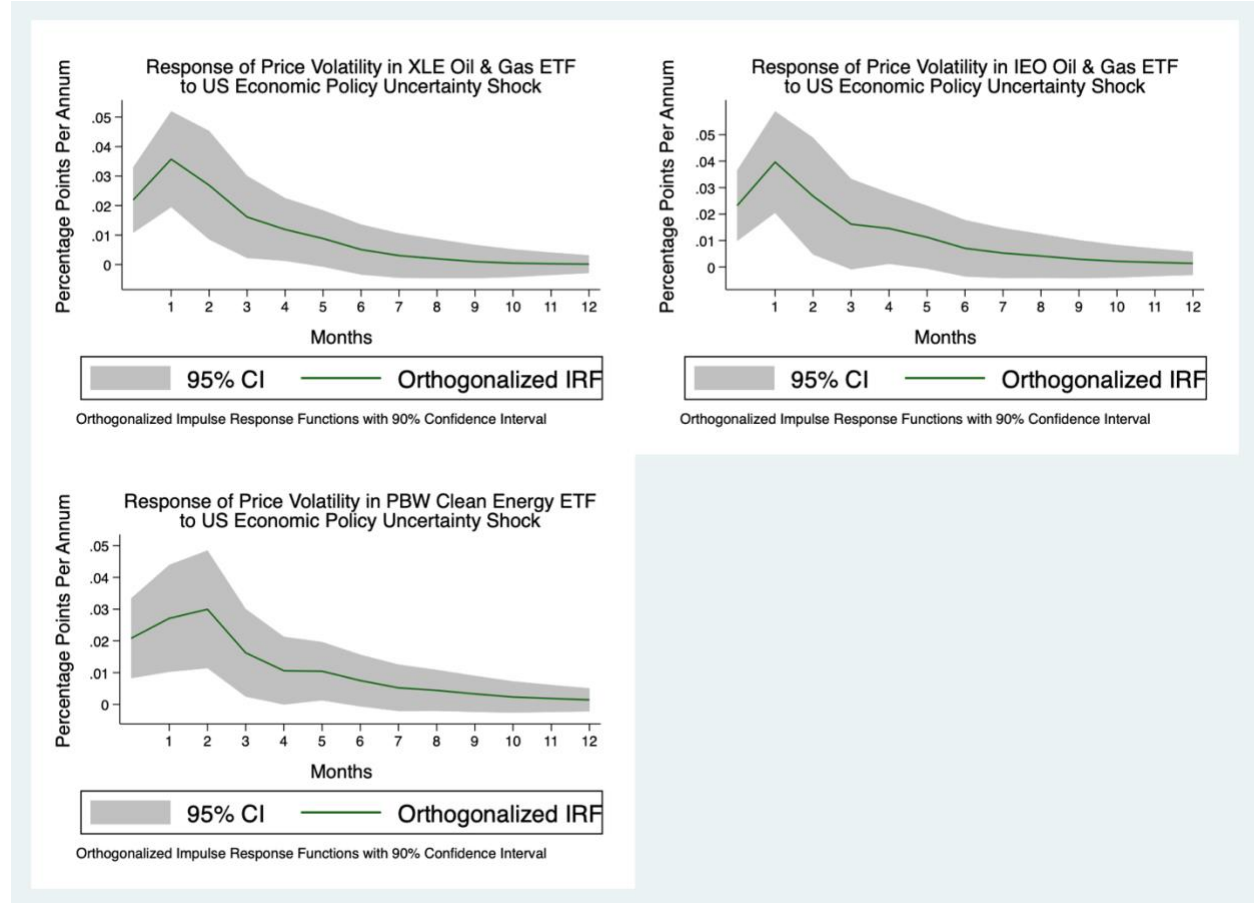 Response of Price Volatility in XLE Oil & Gas ETF
to US Economic Policy Uncertainty Shock
Percentage Points Per Annum
.05
.04
.03
.02
.01
0
1 2 3 4 5 6 7 8 9 10 11 12
Months
95% CI Orthogonalized IRF
Orthogonalized Impulse Response Functions with 90% Confidence Interval
Response of Price Volatility in IEO Oil & Gas ETF
to US Economic Policy Uncertainty Shock
Percentage Points Per Annum
.05
.04
.03
.02
.01
0
1 2 3 4 5 6 7 8 9 10 11 12
Months
95% CI Orthogonalized IRF
Orthogonalized Impulse Response Functions with 90% Confidence Interval
Response of Price Volatility in PBW Clean Energy ETF
to US Economic Policy Uncertainty Shock
Percentage Points Per Annum
.05
.04
.03
.02
.01
0
1 2 3 4 5 6 7 8 9 10 11 12
Months
95% CI Orthogonalized IRF
Orthogonalized Impulse Response Functions with 90% Confidence Interval